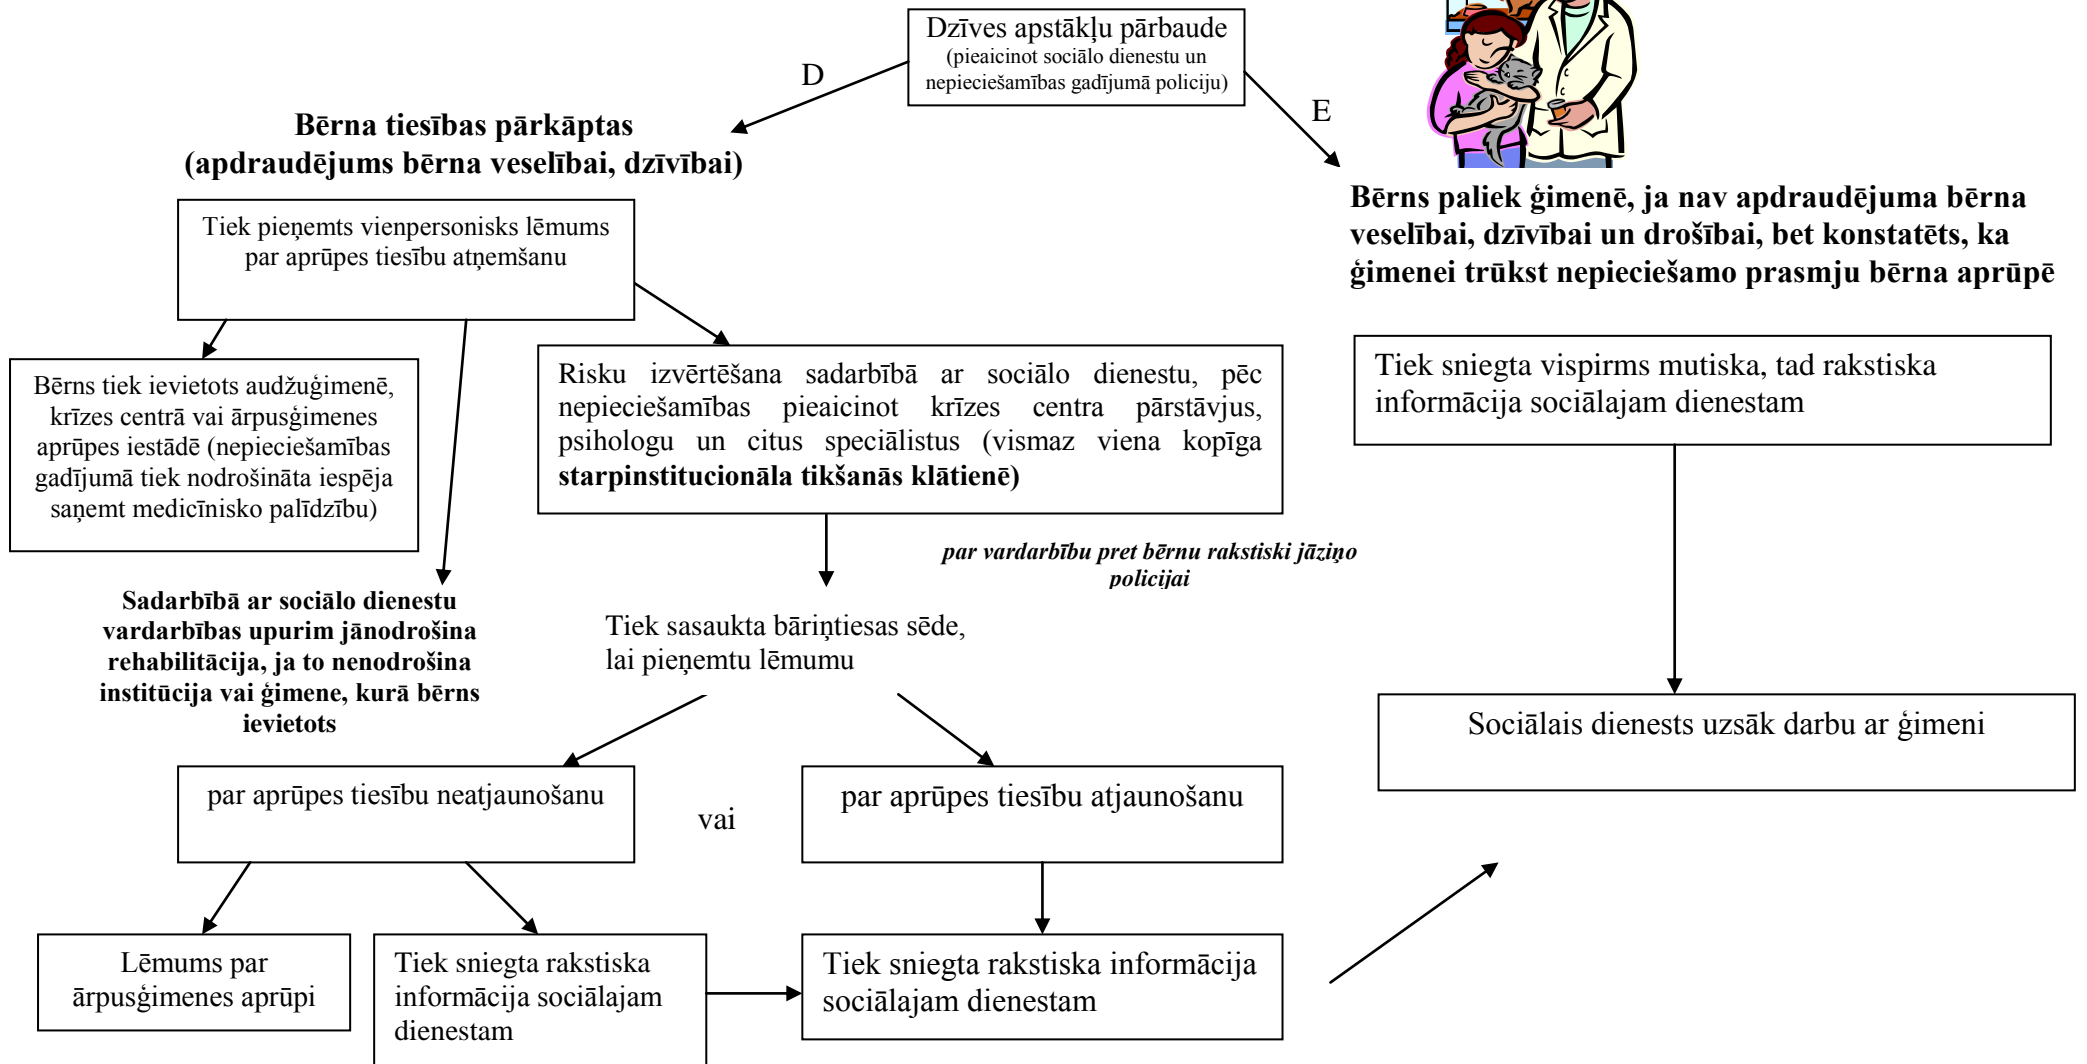 Dzīves apstākļu pārbaude
(pieaicinot sociālo dienestu un
nepieciešamības gadījumā policiju)
D
E
Bērna tiesības pārkāptas
(apdraudējums bērna veselībai, dzīvībai)
Bērns paliek ģimenē, ja nav apdraudējuma bērna
veselībai, dzīvībai un drošībai, bet konstatēts, ka
ģimenei trūkst nepieciešamo prasmju bērna aprūpē
Tiek pieņemts vienpersonisks lēmums
par aprūpes tiesību atņemšanu
Bērns tiek ievietots audžuģimenē,
krīzes centrā vai ārpusģimenes
aprūpes iestādē (nepieciešamības
gadījumā tiek nodrošināta iespēja
saņemt medicīnisko palīdzību)
Risku izvērtēšana sadarbībā ar sociālo dienestu, pēc
nepieciešamības pieaicinot krīzes centra pārstāvjus,
psihologu un citus speciālistus (vismaz viena kopīga
starpinstitucionāla tikšanās klātienē)
Tiek sniegta vispirms mutiska, tad rakstiska
informācija sociālajam dienestam
par vardarbību pret bērnu rakstiski jāziņo
policijai
Sadarbībā ar sociālo dienestu
vardarbības upurim jānodrošina
rehabilitācija, ja to nenodrošina
institūcija vai ģimene, kurā bērns
ievietots
Tiek sasaukta bāriņtiesas sēde,
lai pieņemtu lēmumu
Sociālais dienests uzsāk darbu ar ģimeni
par aprūpes tiesību neatjaunošanu
vai
par aprūpes tiesību atjaunošanu
Lēmums par
ārpusģimenes aprūpi
Tiek sniegta rakstiska
informācija sociālajam
dienestam
Tiek sniegta rakstiska informācija
sociālajam dienestam